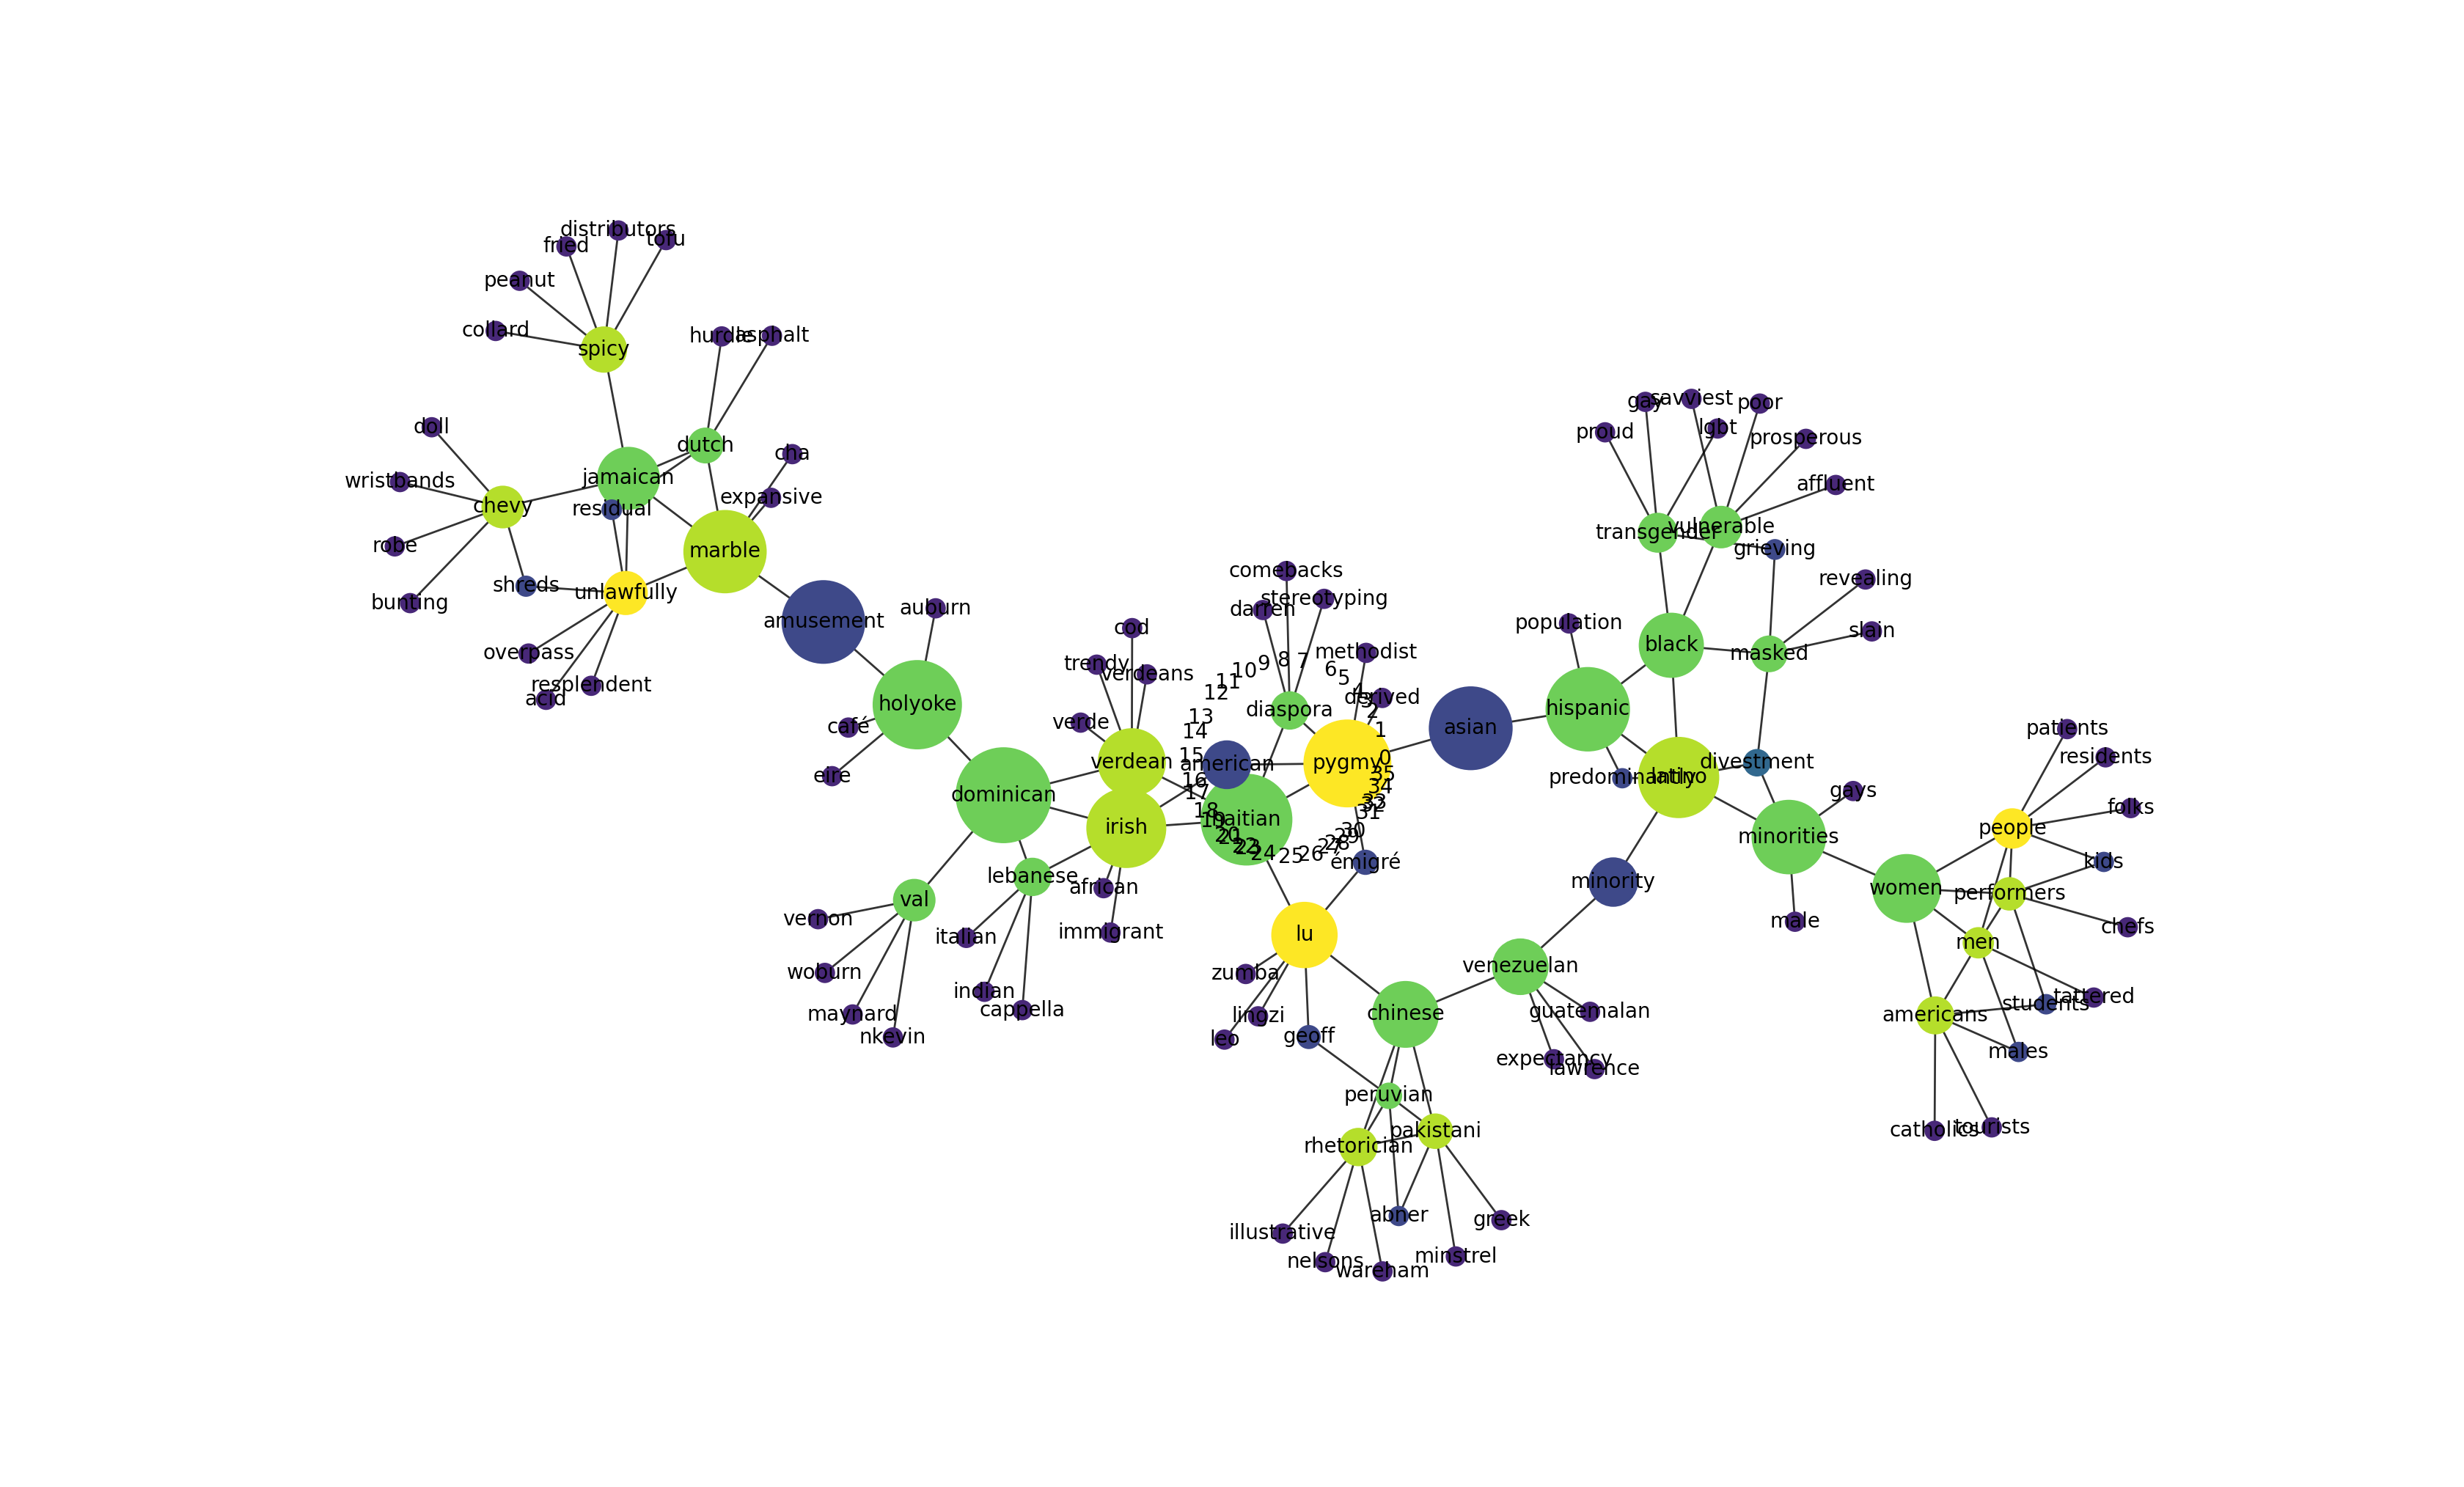 distributors
fried
tofu
peanut
collard
hurdle
asphalt
spicy
doll
dutch
cha
jamaican
wristbands
expansive
chevy
residual
robe
marble
shreds
unlawfully
bunting
amusement
auburn
overpass
resplendent
acid
holyoke
café
eire
dominican
val
vernon
woburn
maynard
nkevin
lebanese
italian
indian
cappella
cod
trendy
verdeans
verde
verdean
irish
african
immigrant
comebacks
stereotyping
darren
methodist
derived
diaspora
american
pygmy
haitian
émigré
lu
zumba
lingzi
leo
geoff
chinese
peruvian
rhetorician
pakistani
illustrative
nelsons
wareham
abner
minstrel
greek
venezuelan
guatemalan
expectancy
lawrence
minority
asian
hispanic
population
predominantly
latino
black
transgender
vulnerable
proud
gay
savviest
lgbt
poor
prosperous
affluent
grieving
masked
revealing
slain
divestment
minorities
gays
male
women
people
patients
residents
folks
kids
performers
chefs
men
tattered
students
americans
males
catholics
tourists
0
1
2
3
4
5
6
7
8
9
10
11
12
13
14
15
16
17
18
19
20
21
22
23
24
25
26
27
28
29
30
31
32
33
34
35